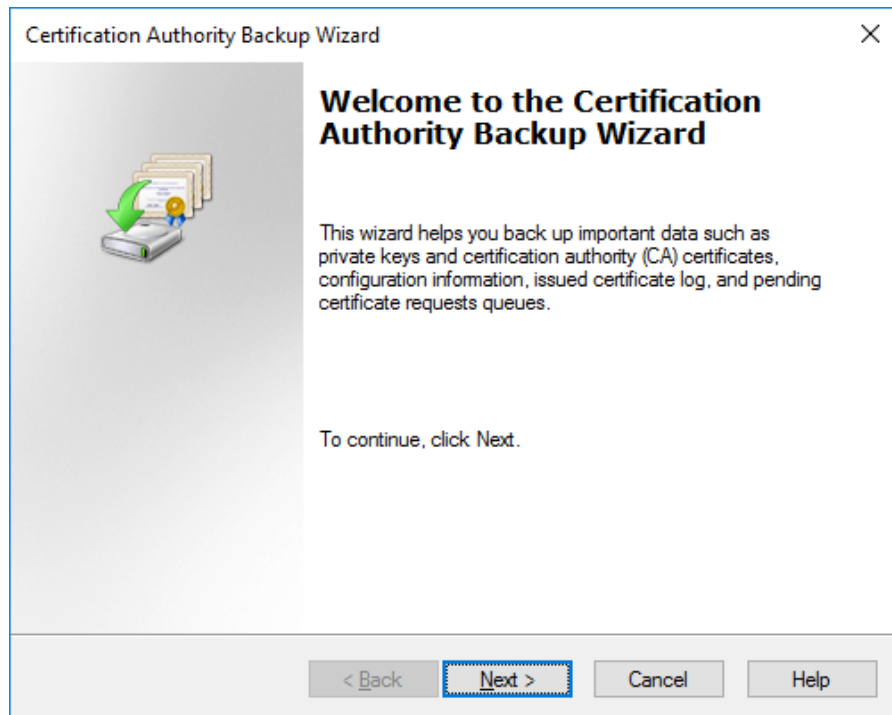 Certification Authority Backup Wizard
Welcome to the Certification
Authority Backup Wizard
This wizard helps you back up important data such as
private keys and certification authority (CA) certificates,
configuration information, issued certificate log, and pending
certificate requests queues.
To continue, click Next.
< Back
Next >
Cancel
Help